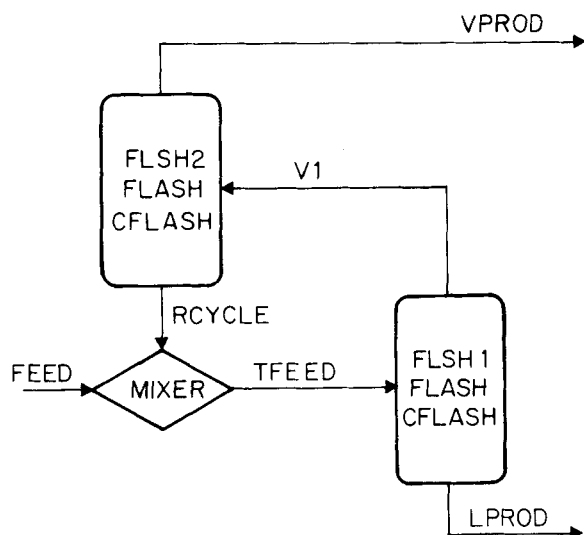 VPROD
FLSH2
FLASH
CFLASH
V1
RCYCLE
FEED
MIXER
TFEED
FLSH1
FLASH
CFLASH
LPROD